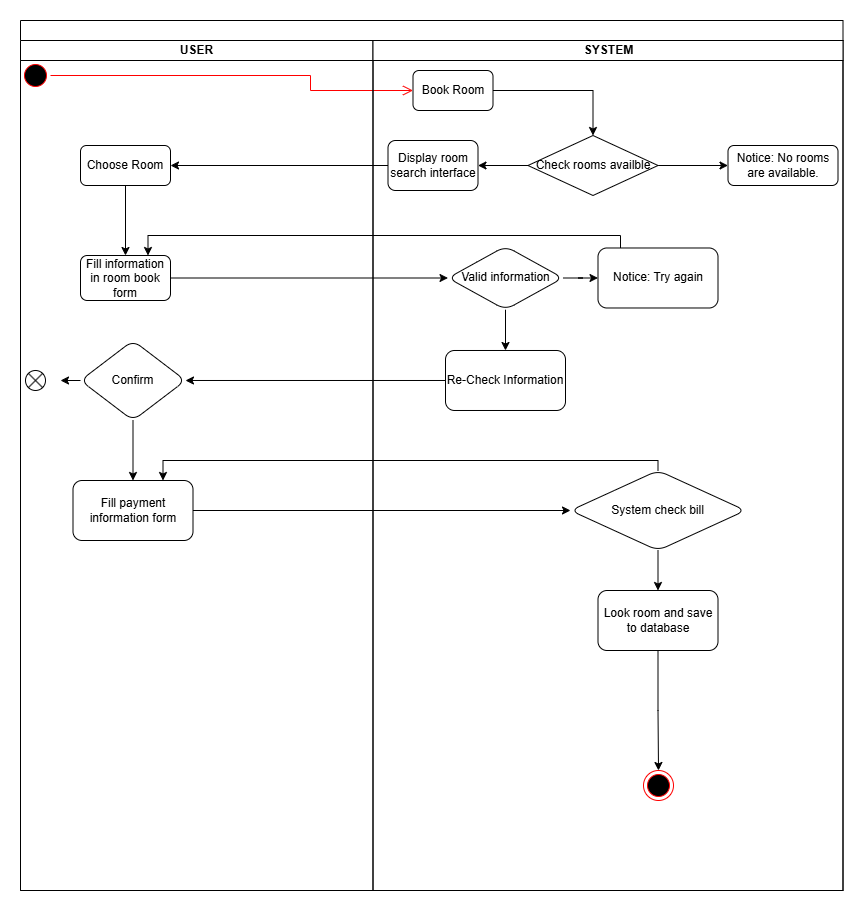 USER
SYSTEM
Book Room
Choose Room
Display room
search interface
Check rooms availble
Notice: No rooms
are available.
Fill information
in room book
form
Valid information
Notice: Try again
Confirm
Re-Check Information
Fill payment
information form
System check bill
Look room and save
to database